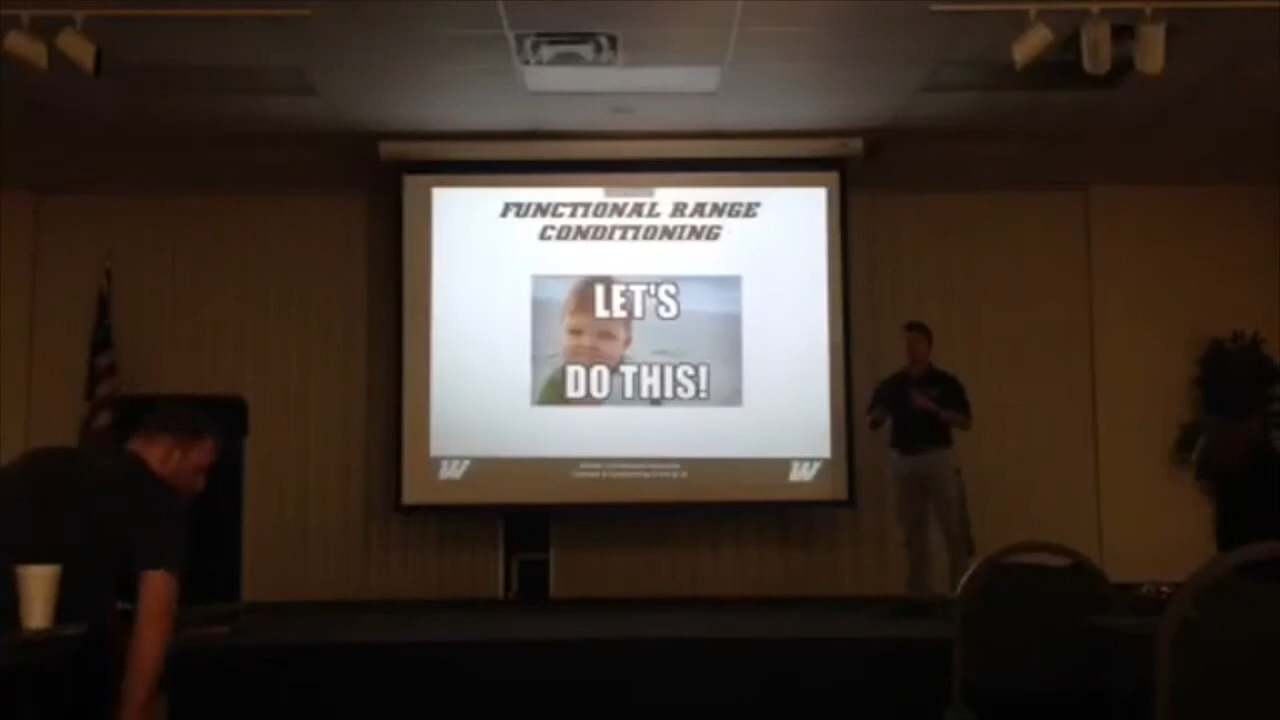 FUNCTIONAL RANGE
CONDITIONING
LET'S
DO THIS!
W
W